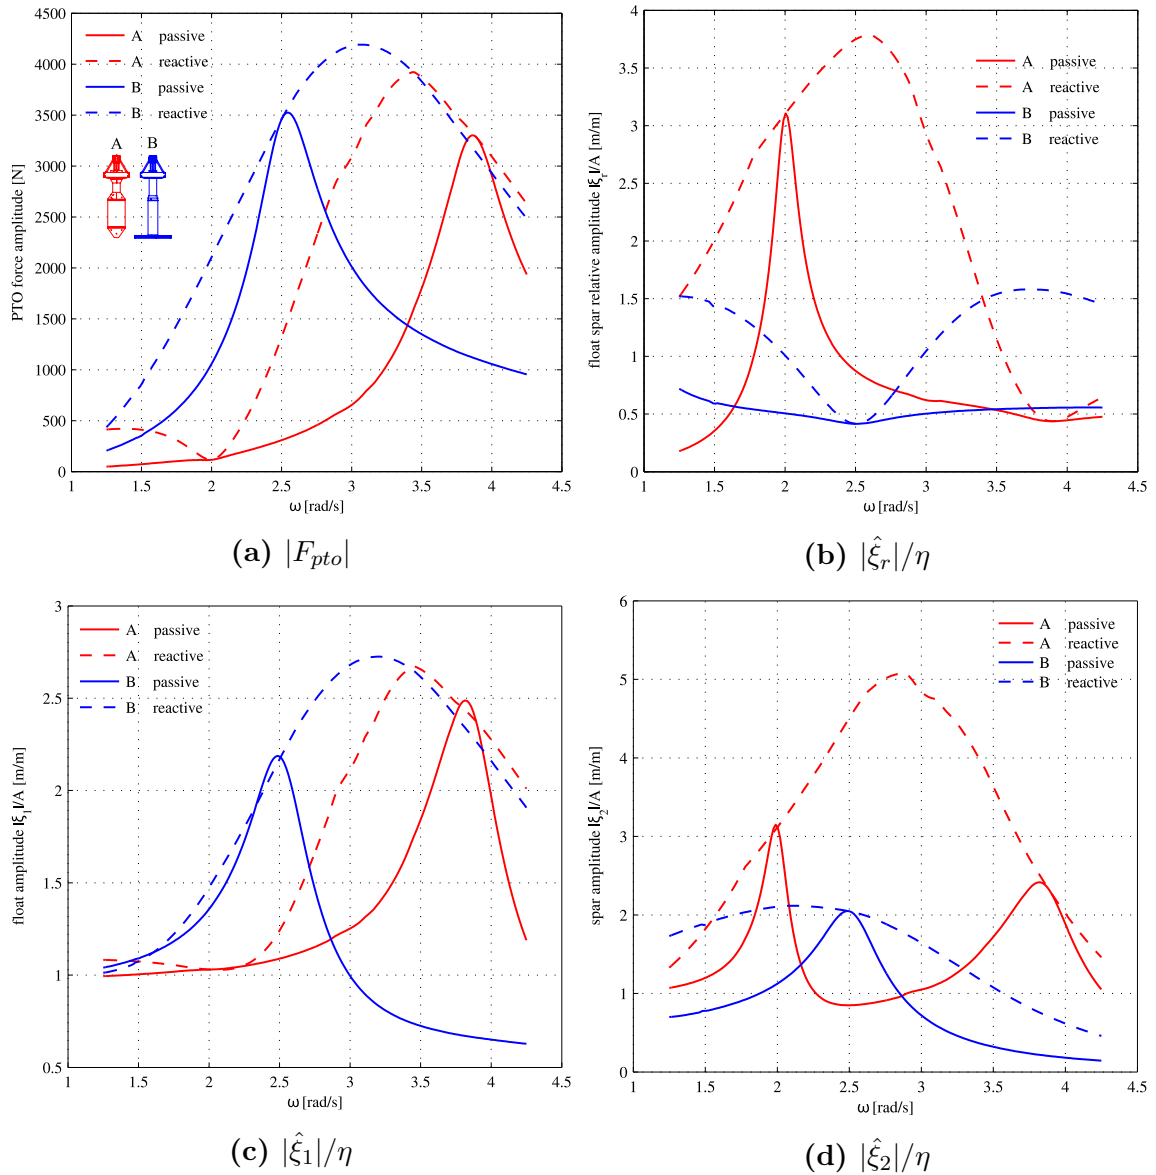 4500
4000
3500
3000
2500
2000
1500
1000
500
0
PTO force amplitude [N]
A passive
A reactive
B passive
B reactive
A B
1 1.5 2 2.5 3 3.5 4 4.5
ω [rad/s]
(a) |F_{pto}|
4
3.5
3
2.5
2
1.5
1
0.5
0
float spar relative amplitude |ξ_r|/A [m/m]
A passive
A reactive
B passive
B reactive
1 1.5 2 2.5 3 3.5 4 4.5
ω [rad/s]
(b) |ξ̂_r|/η
3
2.5
2
1.5
1
0.5
float amplitude |ξ_1|/A [m/m]
A passive
A reactive
B passive
B reactive
1 1.5 2 2.5 3 3.5 4 4.5
ω [rad/s]
(c) |ξ̂_1|/η
6
5
4
3
2
1
0
spar amplitude |ξ_2|/A [m/m]
A passive
A reactive
B passive
B reactive
1 1.5 2 2.5 3 3.5 4 4.5
ω [rad/s]
(d) |ξ̂_2|/η